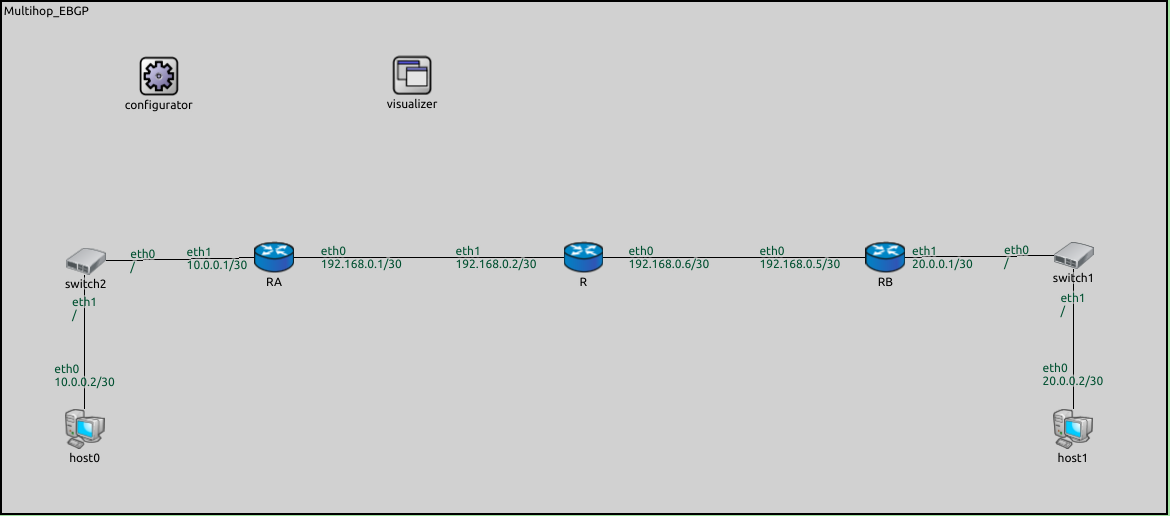 Multihop_EBGP
configurator
visualizer
eth0
/
eth1
10.0.0.1/30
eth0
192.168.0.1/30
eth1
192.168.0.2/30
eth0
192.168.0.6/30
eth0
192.168.0.5/30
eth1
20.0.0.1/30
eth0
/
switch2
RA
R
RB
switch1
eth1
/
eth1
/
eth0
10.0.0.2/30
eth0
20.0.0.2/30
host0
host1